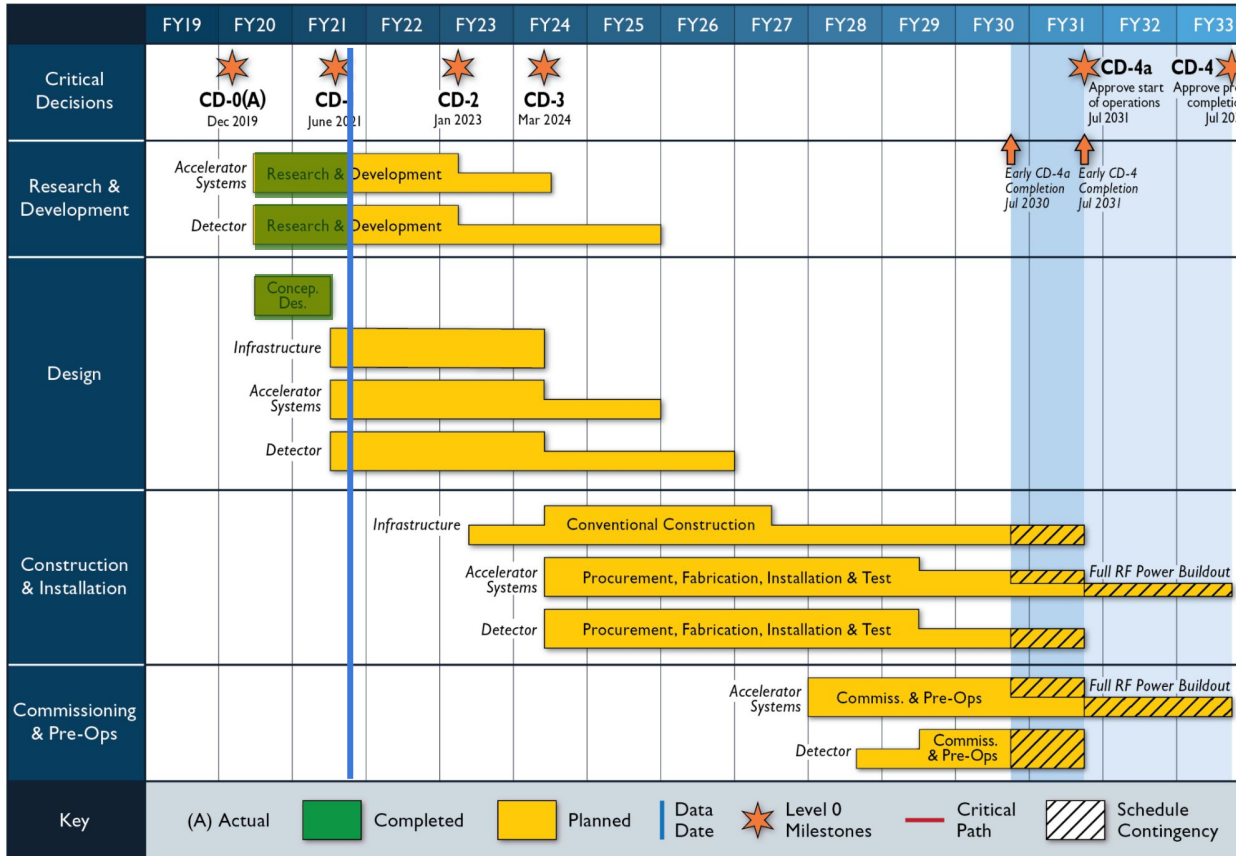 FY19 FY20 FY21 FY22 FY23 FY24 FY25 FY26 FY27 FY28 FY29 FY30 FY31 FY32 FY33
Critical
Decisions
CD-0(A)
Dec 2019
CD-
June 2021
CD-2
Jan 2023
CD-3
Mar 2024
CD-4a
Approve start
of operations
Jul 2031
CD-4
Approve
completio
Jul
Early CD-4a
Completion
Jul 2030
Early CD-4
Completion
Jul 2031
Research &
Development
Accelerator
Systems
Research & Development
Detector
Research & Development
Design
Concep.
Des.
Infrastructure
Accelerator
Systems
Detector
Construction
& Installation
Infrastructure
Conventional Construction
Accelerator
Systems
Procurement, Fabrication, Installation & Test
Full RF Power Buildout
Detector
Procurement, Fabrication, Installation & Test
Commissioning
& Pre-Ops
Accelerator
Systems
Commiss. & Pre-Ops
Full RF Power Buildout
Detector
Commiss.
& Pre-Ops
Key
(A) Actual
Completed
Planned
Data
Date
Level 0
Milestones
Critical
Path
Schedule
Contingency